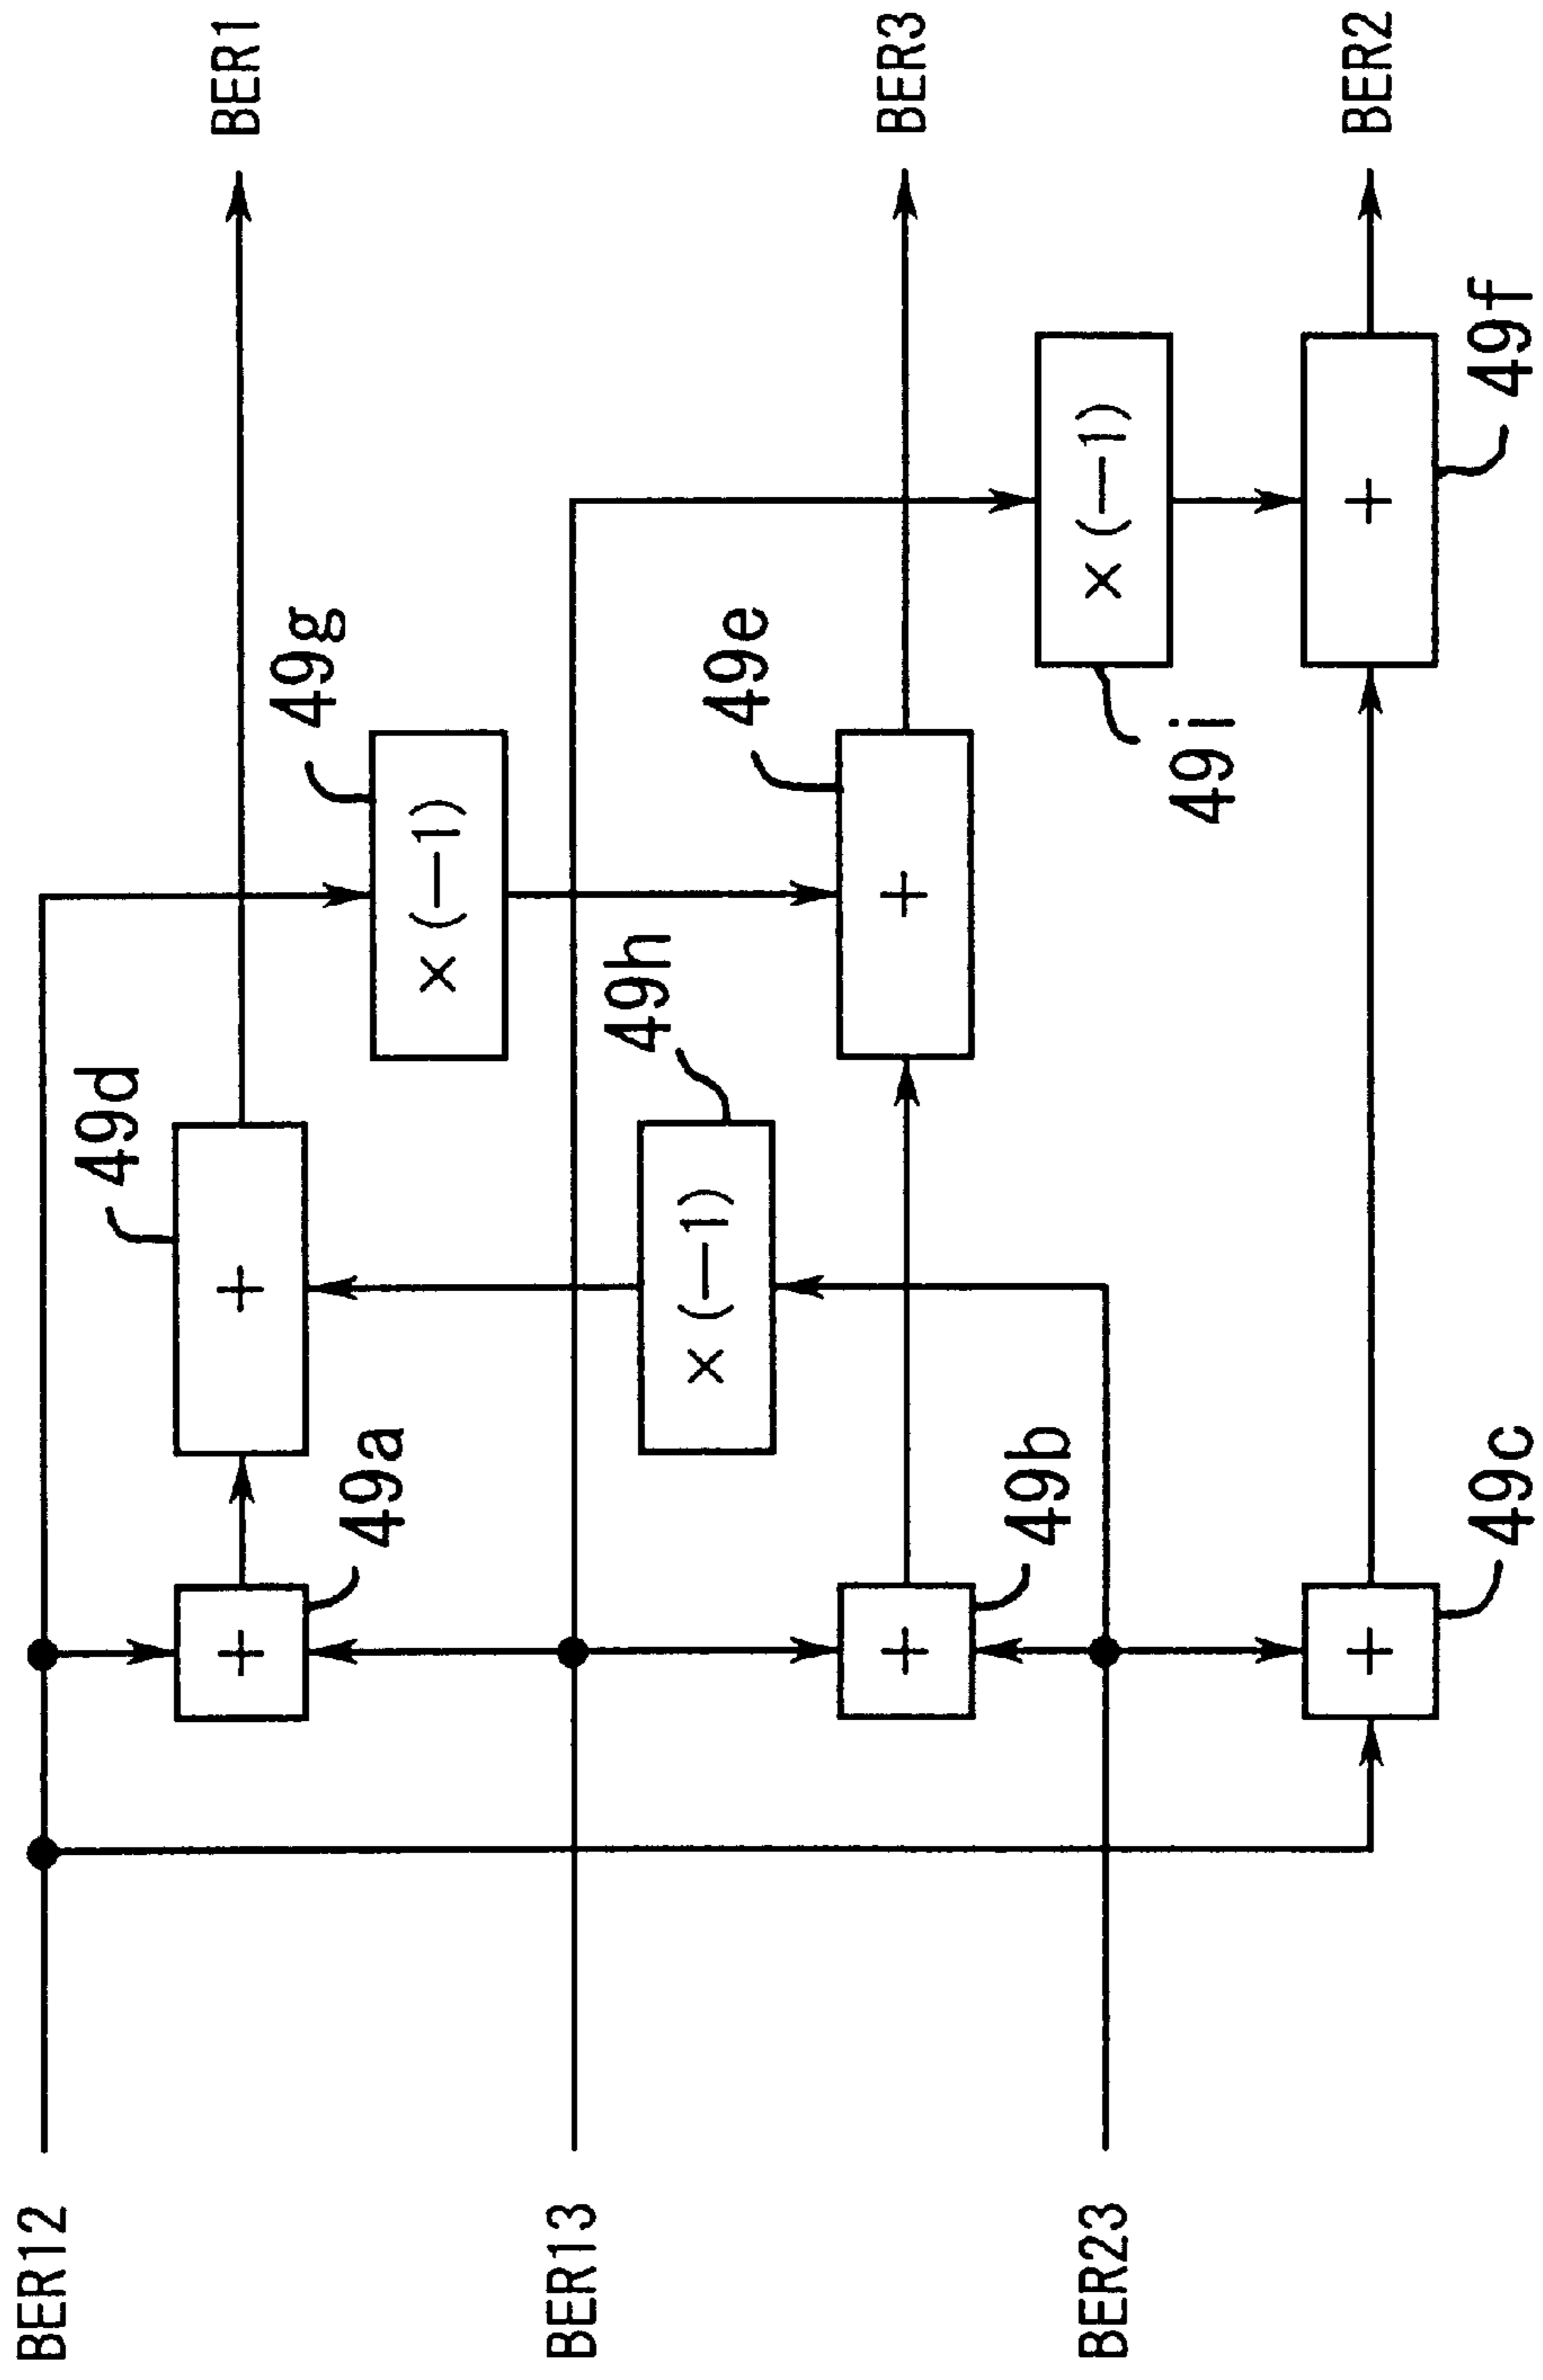 BER12
BER13
BER23
+
49a
+
49b
+
49c
+
49d
× (−1)
49h
× (−1)
49g
+
49e
× (−1)
49i
+
49f
BER1
BER3
BER2